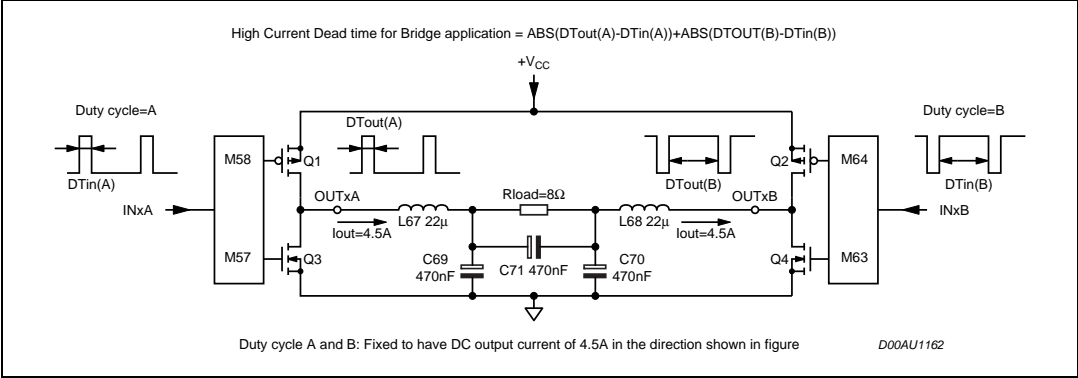 High Current Dead time for Bridge application = ABS(DTout(A)-DTin(A))+ABS(DTOUT(B)-DTin(B))
+VCC
Duty cycle=A
DTout(A)
Duty cycle=B
M58
Q1
Q2
M64
DTin(A)
DTout(B)
DTin(B)
OUTxA
Rload=8Ω
OUTxB
INxA
INxB
L67 22μ
L68 22μ
Iout=4.5A
Iout=4.5A
M57
Q3
Q4
M63
C69
470nF
C71 470nF
C70
470nF
Duty cycle A and B: Fixed to have DC output current of 4.5A in the direction shown in figure
D00AU1162